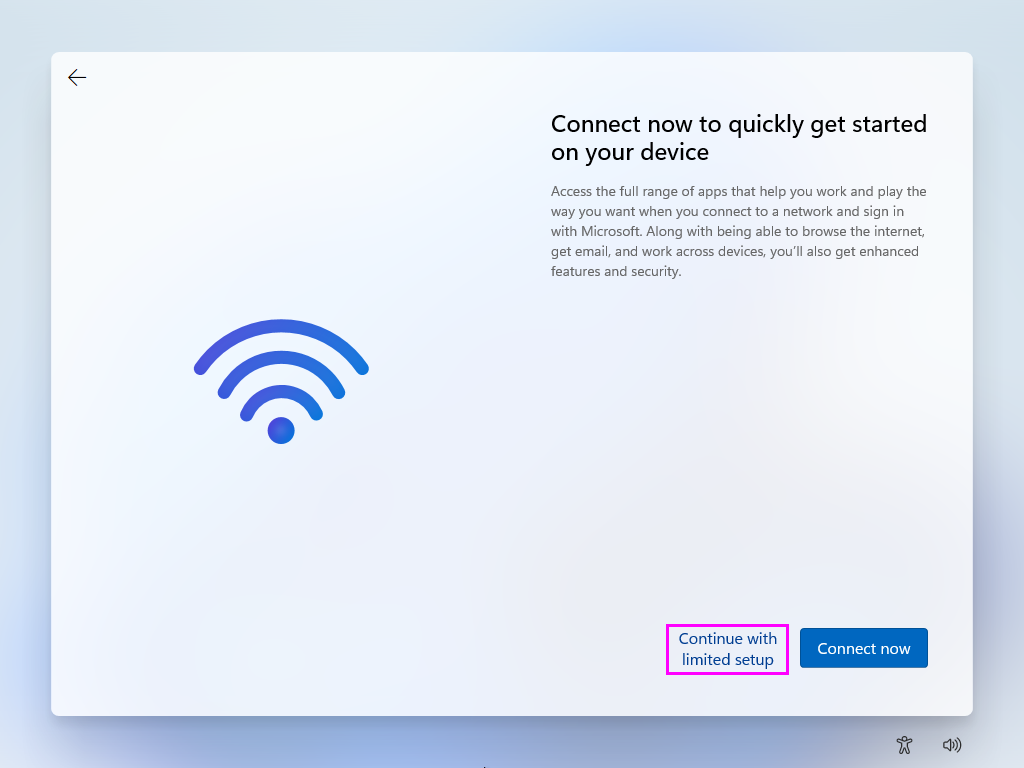 Connect now to quickly get started
on your device
Access the full range of apps that help you work and play the
way you want when you connect to a network and sign in
with Microsoft. Along with being able to browse the internet,
get email, and work across devices, you’ll also get enhanced
features and security.
Continue with
limited setup
Connect now